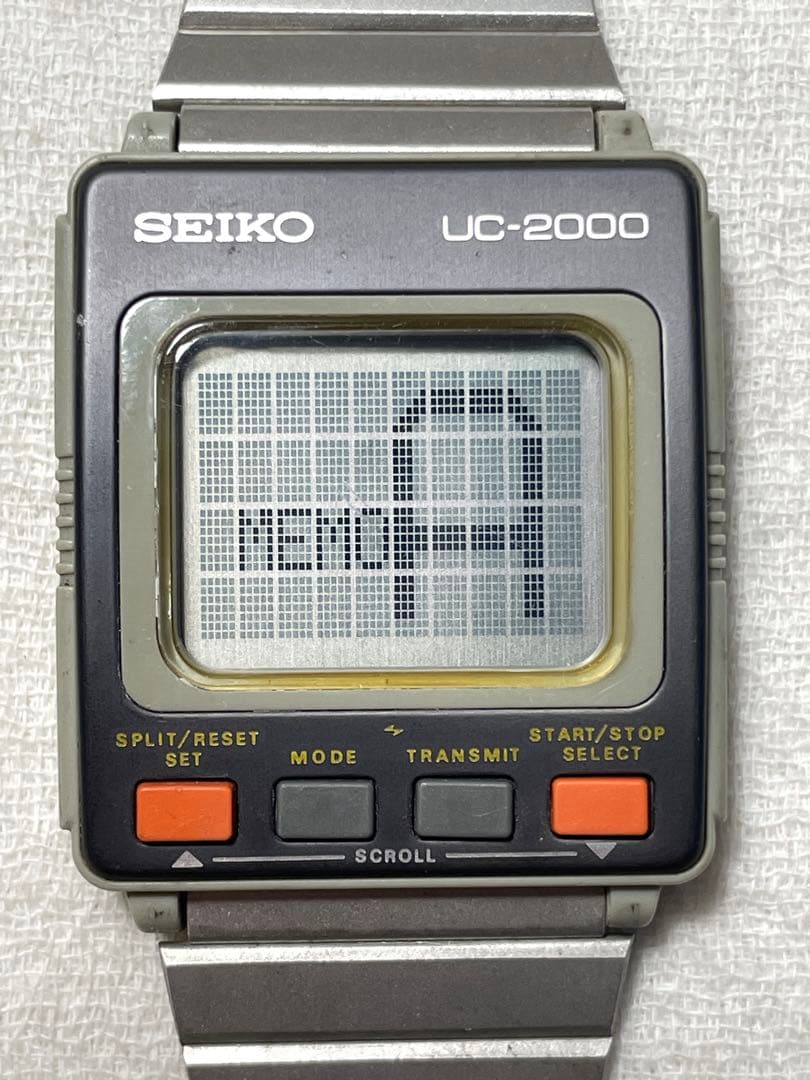 SEIKO UC-2000
MEMO A
SPLIT/RESET
SET
MODE
TRANSMIT
START/STOP
SELECT
SCROLL